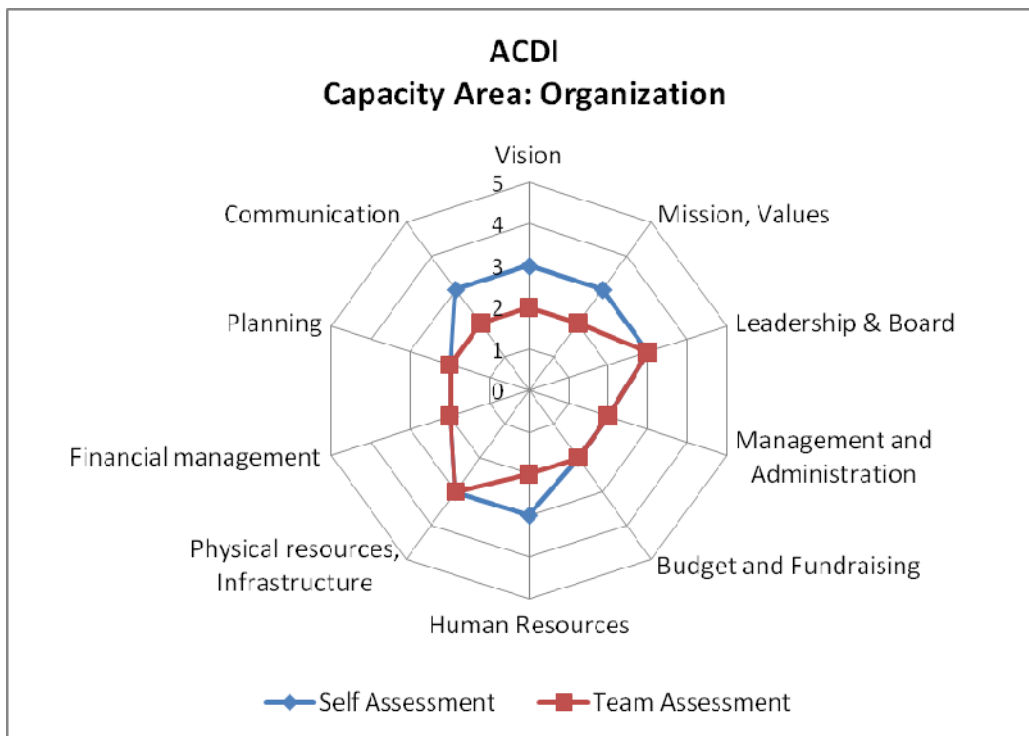 ACDI
Capacity Area: Organization
Vision
Mission, Values
Leadership & Board
Management and
Administration
Budget and Fundraising
Human Resources
Physical resources,
Infrastructure
Financial management
Planning
Communication
5
4
3
2
1
0
Self Assessment
Team Assessment